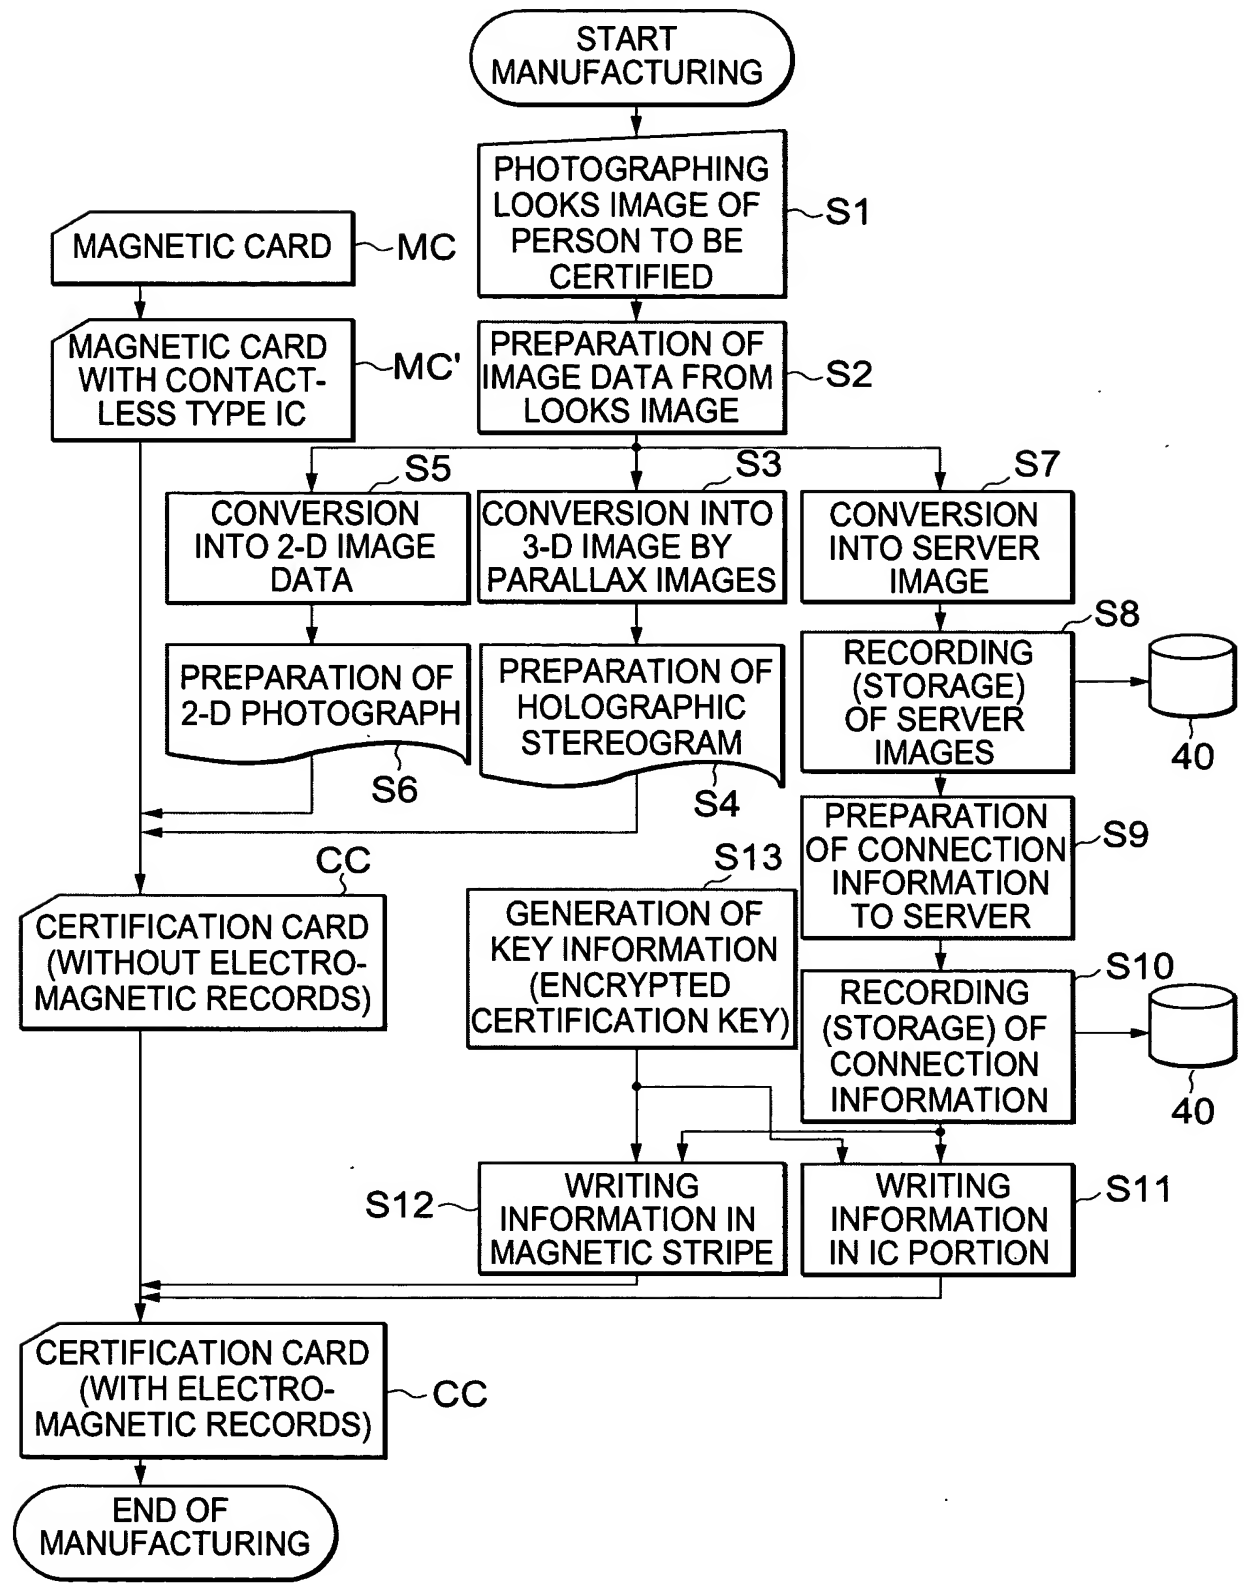 START
MANUFACTURING
PHOTOGRAPHING
LOOKS IMAGE OF
PERSON TO BE
CERTIFIED
S1
MAGNETIC CARD
MC
MAGNETIC CARD
WITH CONTACT-
LESS TYPE IC
MC'
PREPARATION OF
IMAGE DATA FROM
LOOKS IMAGE
S2
S5
CONVERSION
INTO 2-D IMAGE
DATA
S3
CONVERSION INTO
3-D IMAGE BY
PARALLAX IMAGES
S7
CONVERSION
INTO SERVER
IMAGE
PREPARATION OF
2-D PHOTOGRAPH
S6
PREPARATION OF
HOLOGRAPHIC
STEREOGRAM
S4
S8
RECORDING
(STORAGE)
OF SERVER
IMAGES
40
PREPARATION
OF CONNECTION
INFORMATION
TO SERVER
S9
CC
CERTIFICATION CARD
(WITHOUT ELECTRO-
MAGNETIC RECORDS)
S13
GENERATION OF
KEY INFORMATION
(ENCRYPTED
CERTIFICATION KEY)
S10
RECORDING
(STORAGE) OF
CONNECTION
INFORMATION
40
S12
WRITING
INFORMATION IN
MAGNETIC STRIPE
WRITING
INFORMATION
IN IC PORTION
S11
CERTIFICATION CARD
(WITH ELECTRO-
MAGNETIC RECORDS)
CC
END OF
MANUFACTURING